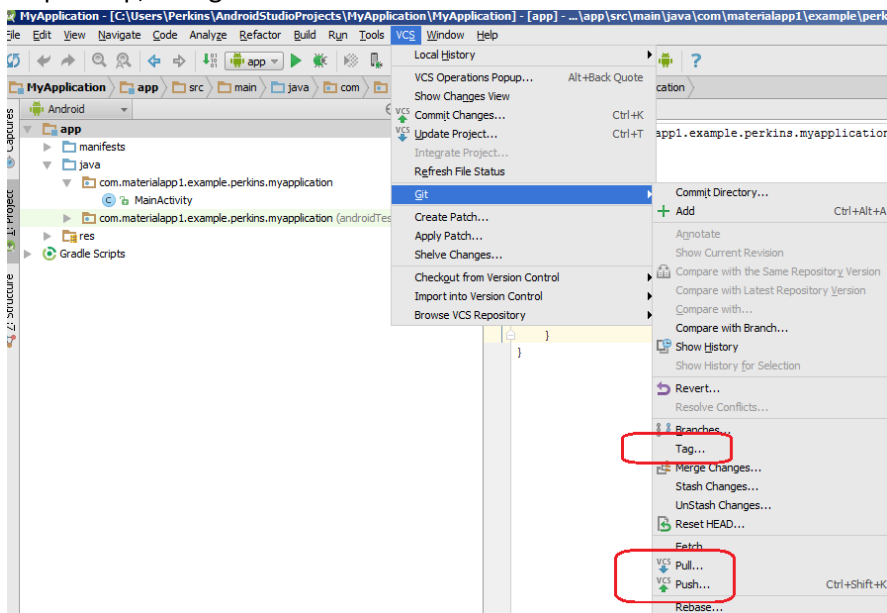 MyApplication - [C:\Users\Perkins\AndroidStudioProjects\MyApplication\MyApplication] - [app] - ...\app\src\main\java\com\materialapp1\example\perk
File Edit View Navigate Code Analyze Refactor Build Run Tools VCS Window Help
app
MyApplication app src main java com
cation
Android
app
manifests
java
com.materialapp1.example.perkins.myapplication
MainActivity
com.materialapp1.example.perkins.myapplication (androidTes
res
Gradle Scripts
Captures
1: Project
7: Structure
Local History
VCS Operations Popup... Alt+Back Quote
Show Changes View
Commit Changes... Ctrl+K
Update Project... Ctrl+T
Integrate Project...
Refresh File Status
Git
Create Patch...
Apply Patch...
Shelve Changes...
Checkout from Version Control
Import into Version Control
Browse VCS Repository
app1.example.perkins.myapplication
}
}
Commit Directory...
Add Ctrl+Alt+A
Annotate
Show Current Revision
Compare with the Same Repository Version
Compare with Latest Repository Version
Compare with...
Compare with Branch...
Show History
Show History for Selection
Revert...
Resolve Conflicts...
Branches...
Tag...
Merge Changes...
Stash Changes...
UnStash Changes...
Reset HEAD...
Fetch
VCS Pull...
VCS Push... Ctrl+Shift+K
Rebase...